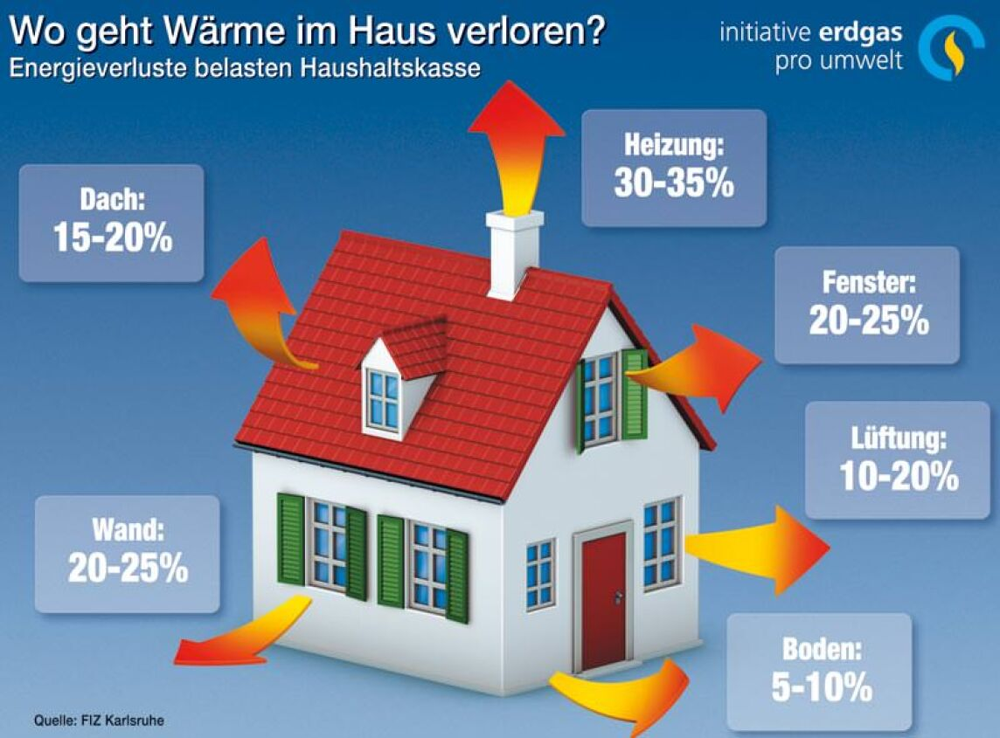 Wo geht Wärme im Haus verloren?
Energieverluste belasten Haushaltskasse
initiative erdgas
pro umwelt
Heizung:
30-35%
Dach:
15-20%
Fenster:
20-25%
Lüftung:
10-20%
Wand:
20-25%
Boden:
5-10%
Quelle: FIZ Karlsruhe